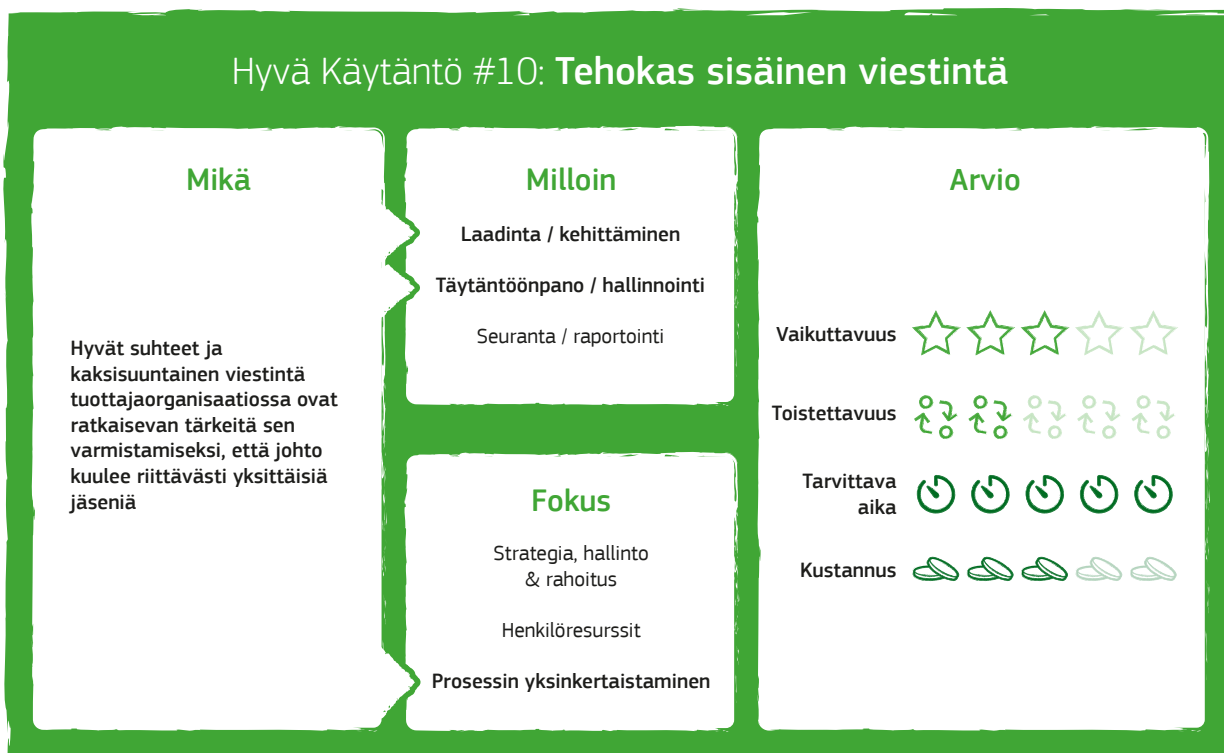 Hyvä Käytäntö #10: Tehokas sisäinen viestintä
Mikä
Hyvät suhteet ja
kaksisuuntainen viestintä
tuottajaorganisaatiossa ovat
ratkaisevan tärkeitä sen
varmistamiseksi, että johto
kuulee riittävästi yksittäisiä
jäseniä
Milloin
Laadinta / kehittäminen
Täytäntöönpano / hallinnointi
Seuranta / raportointi
Fokus
Strategia, hallinto
& rahoitus
Henkilöresurssit
Prosessin yksinkertaistaminen
Arvio
Vaikuttavuus
Toistettavuus
Tarvittava
aika
Kustannus